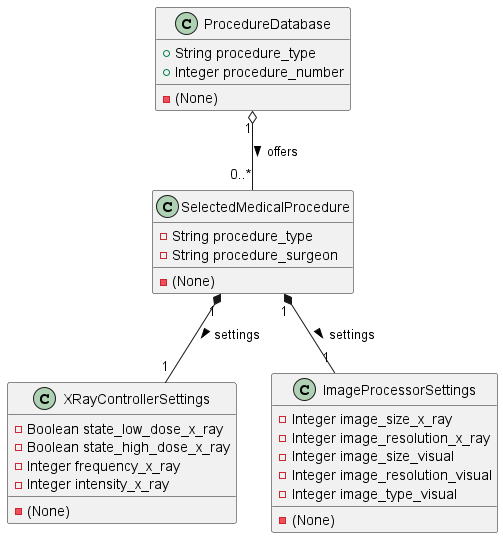 C ProcedureDatabase
String procedure_type
Integer procedure_number
(None)
1
offers
0..*
C SelectedMedicalProcedure
String procedure_type
String procedure_surgeon
(None)
1 1
settings settings
1 1
C XRayControllerSettings
Boolean state_low_dose_x_ray
Boolean state_high_dose_x_ray
Integer frequency_x_ray
Integer intensity_x_ray
(None)
C ImageProcessorSettings
Integer image_size_x_ray
Integer image_resolution_x_ray
Integer image_size_visual
Integer image_resolution_visual
Integer image_type_visual
(None)